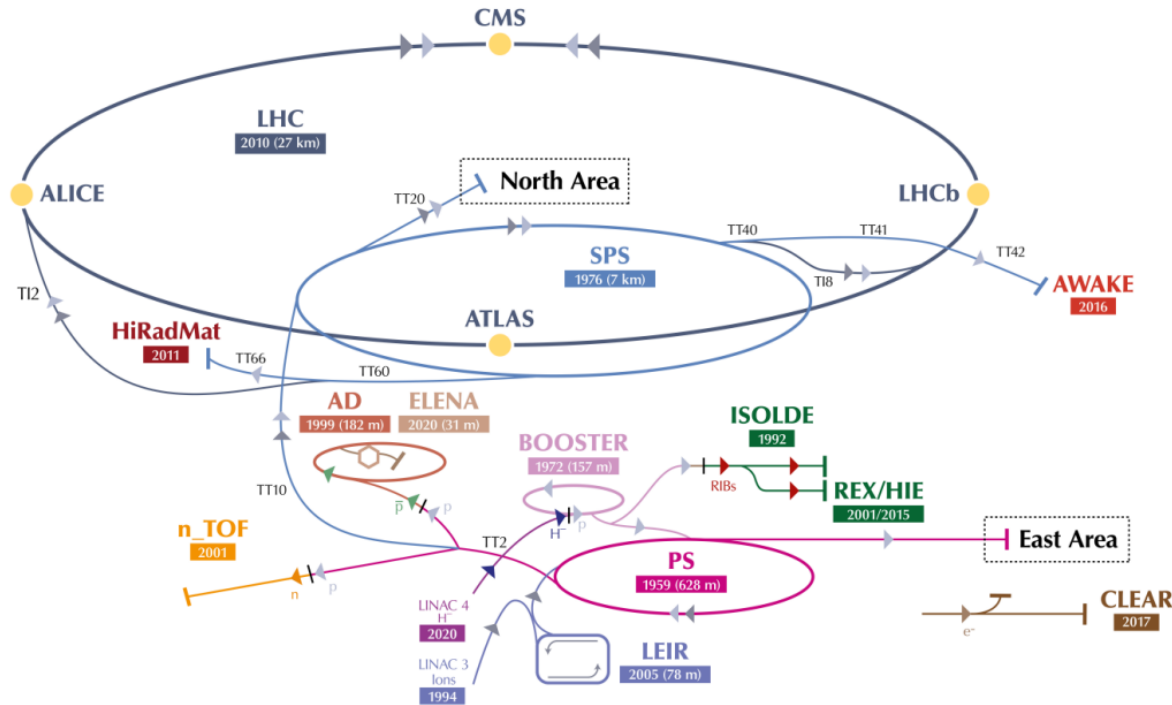 CMS
LHC
2010 (27 km)
ALICE
LHCb
North Area
TT20
TT40
TT41
TT42
SPS
1976 (7 km)
TI8
TI2
AWAKE
2016
ATLAS
HiRadMat
2011
TT66
TT60
AD
1999 (182 m)
ELENA
2020 (31 m)
ISOLDE
1992
BOOSTER
1972 (157 m)
RIBs
REX/HIE
2001/2015
TT10
p̅
p
H⁻
p
n_TOF
2001
TT2
East Area
PS
1959 (628 m)
n
p
LINAC 4
H⁻
2020
CLEAR
2017
e⁻
LEIR
2005 (78 m)
LINAC 3
Ions
1994